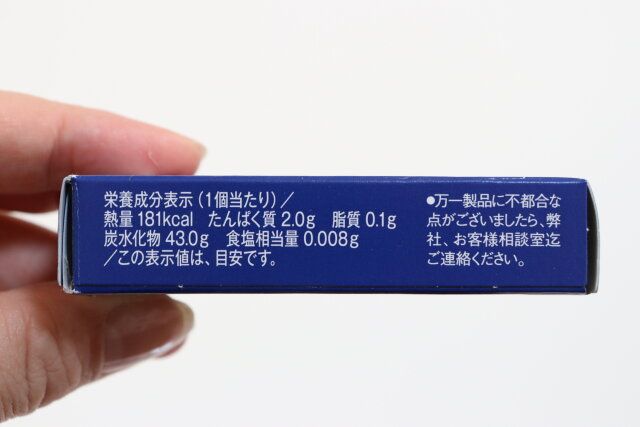 栄養成分表示（1個当たり）／
熱量 181kcal たんぱく質 2.0g 脂質 0.1g
炭水化物 43.0g 食塩相当量 0.008g
／この表示値は、目安です。
●万一製品に不都合な
点がございましたら、弊
社、お客様相談室迄
ご連絡ください。